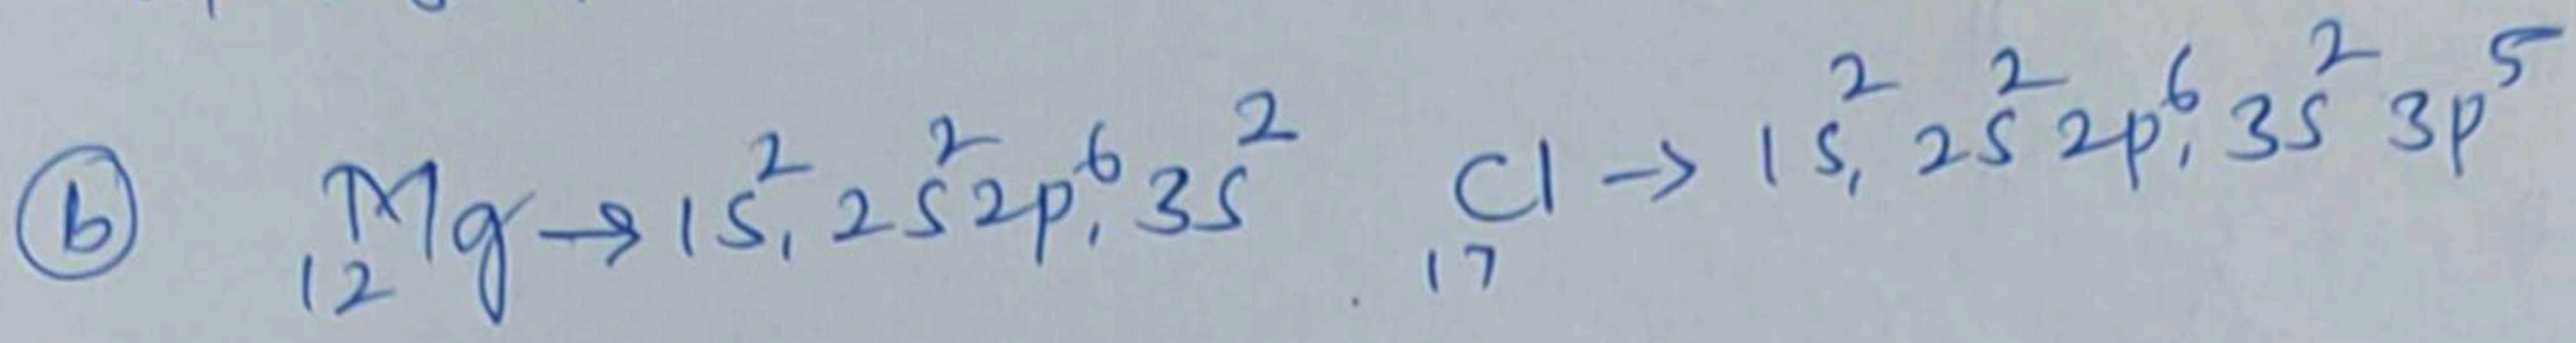 ⓑ ₁₂Mg → 1s², 2s² 2p⁶, 3s² ₁₇Cl → 1s², 2s² 2p⁶, 3s² 3p⁵